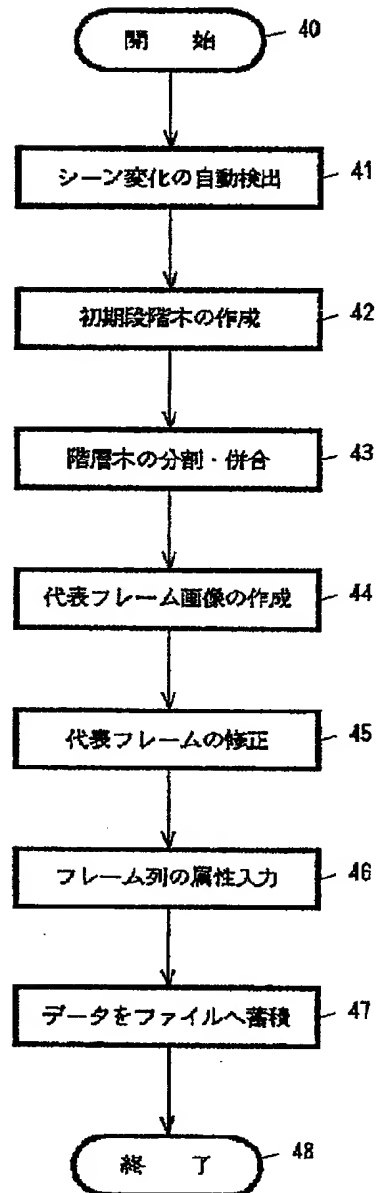 開 始 40
シーン変化の自動検出 41
初期段階木の作成 42
階層木の分割・併合 43
代表フレーム画像の作成 44
代表フレームの修正 45
フレーム列の属性入力 46
データをファイルへ蓄積 47
終 了 48